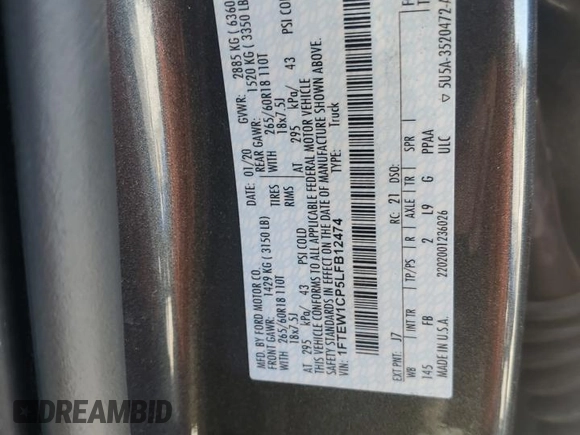 MFD. BY FORD MOTOR CO.
DATE: 01/20 GVWR: 2885 KG ( 6360
FRONT GAWR: 1429 KG ( 3150 LB) REAR GAWR: 1520 KG ( 3350 LB
WITH 265/60R18 110T TIRES WITH 265/60R18 110T
18x7.5J RIMS 18x7.5J
AT 295 kPa/ 43 PSI COLD AT 295 kPa/ 43 PSI CO
THIS VEHICLE CONFORMS TO ALL APPLICABLE FEDERAL MOTOR VEHICLE
SAFETY STANDARDS IN EFFECT ON THE DATE OF MANUFACTURE SHOWN ABOVE.
VIN: 1FTEW1CP5LFB12474 TYPE: Truck
EXT PNT: J7 RC: 21 DSO:
WB INT TR TP/PS R AXLE TR SPR
145 FB 2 L9 G PPAA
MADE IN U.S.A. 2202001236026 ULC
▽ 5U5A-3520472-
DREAMBID